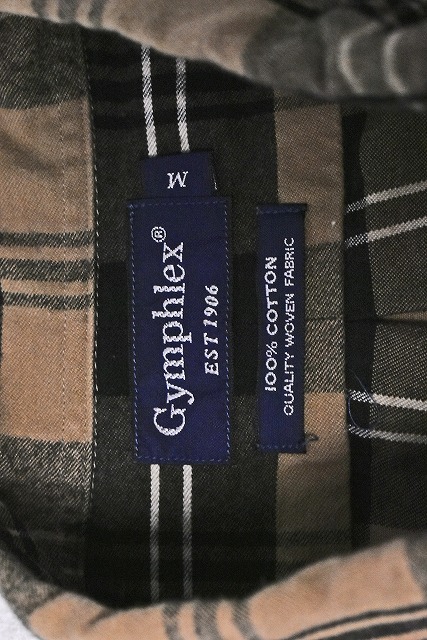 M
Gymphlex®
EST 1906
100% COTTON
QUALITY WOVEN FABRIC